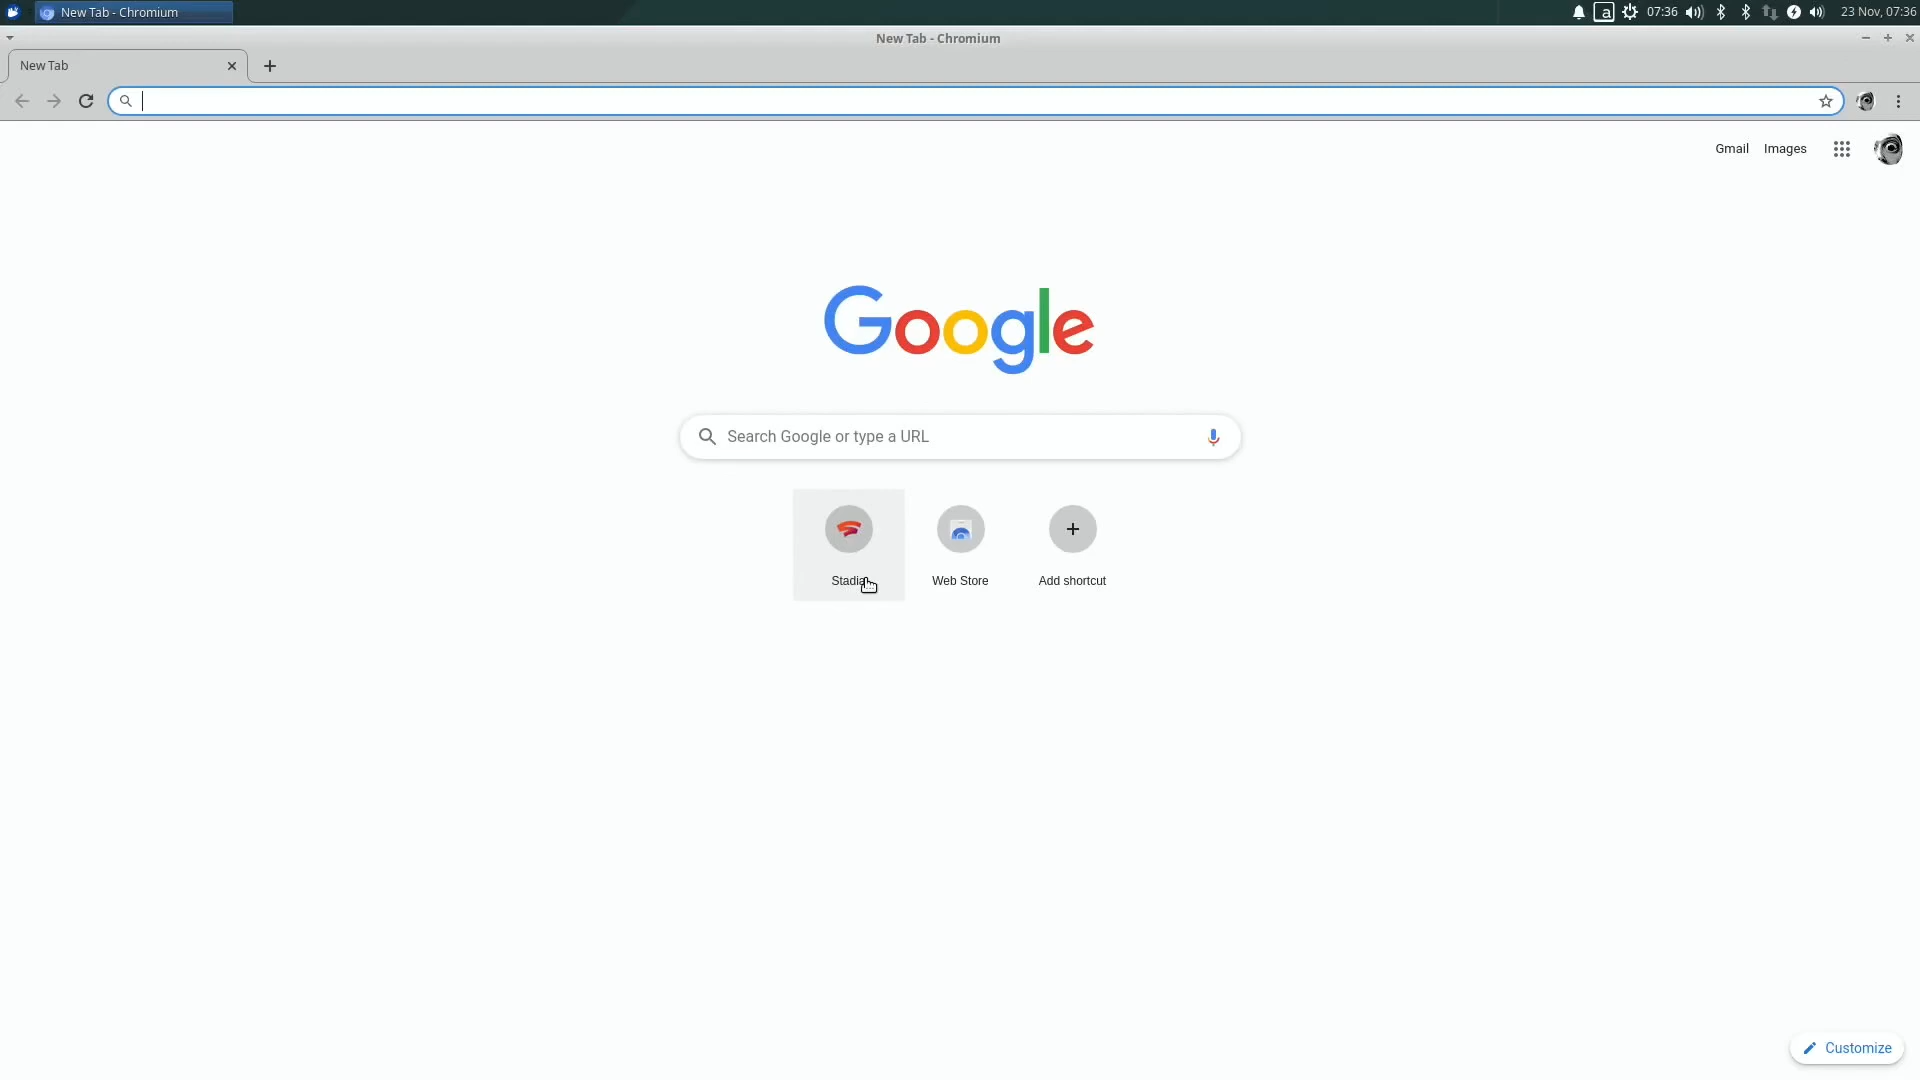 New Tab - Chromium
a
07:36
23 Nov, 07:36
New Tab - Chromium
New Tab
Gmail
Images
Google
Search Google or type a URL
Stadia
Web Store
Add shortcut
Customize